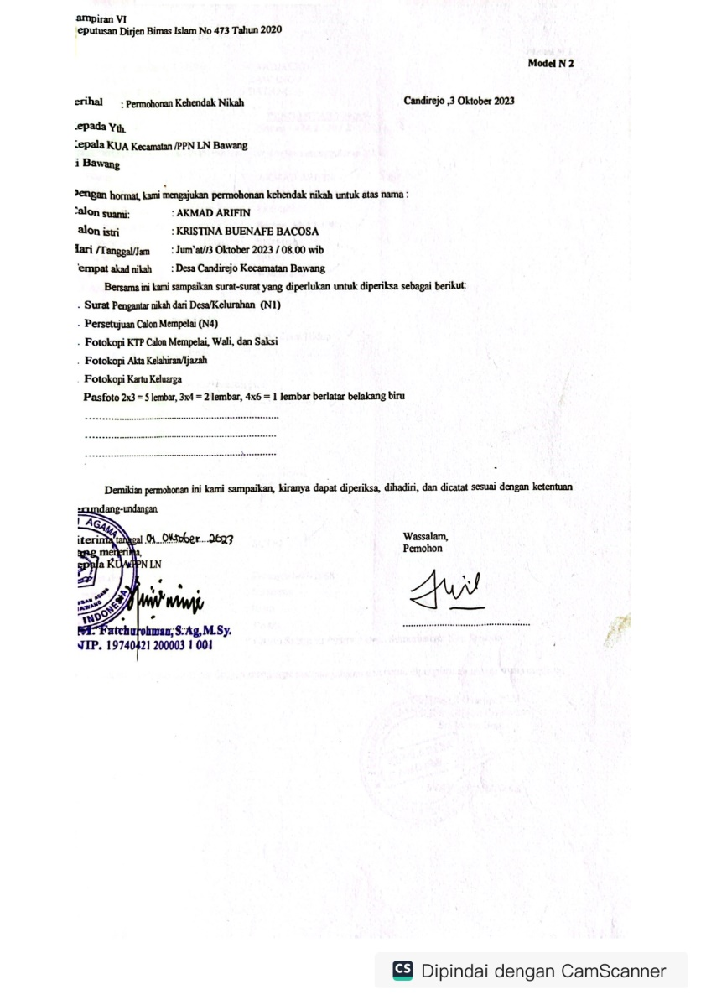 ampiran VI
eputusan Dirjen Bimas Islam No 473 Tahun 2020
Model N 2
erihal : Permohonan Kehendak Nikah
Candirejo ,3 Oktober 2023
epada Yth.
epala KUA Kecamatan /PPN LN Bawang
i Bawang
engan hormat, kami mengajukan permohonan kehendak nikah untuk atas nama :
alon suami: : AKMAD ARIFIN
alon istri : KRISTINA BUENAFE BACOSA
Hari /Tanggal/Jam : Jum'at/13 Oktober 2023 / 08.00 wib
empat akad nikah : Desa Candirejo Kecamatan Bawang
Bersama ini kami sampaikan surat-surat yang diperlukan untuk diperiksa sebagai berikut:
. Surat Pengantar nikah dari Desa/Kelurahan (N1)
. Persetujuan Calon Mempelai (N4)
. Fotokopi KTP Calon Mempelai, Wali, dan Saksi
. Fotokopi Akta Kelahiran/Ijazah
. Fotokopi Kartu Keluarga
Pasfoto 2x3 = 5 lembar, 3x4 = 2 lembar, 4x6 = 1 lembar berlatar belakang biru
Demikian permohonan ini kami sampaikan, kiranya dapat diperiksa, dihadiri, dan dicatat sesuai dengan ketentuan
erundang-undangan.
iterima tanggal Oktober 2023
ang menerima,
epala KUA/PPN LN
AGAMA
BAWANG
INDONESIA
M. Fatchurohman, S. Ag, M.Sy.
NIP. 19740421 200003 1 001
Wassalam,
Pemohon
CS Dipindai dengan CamScanner